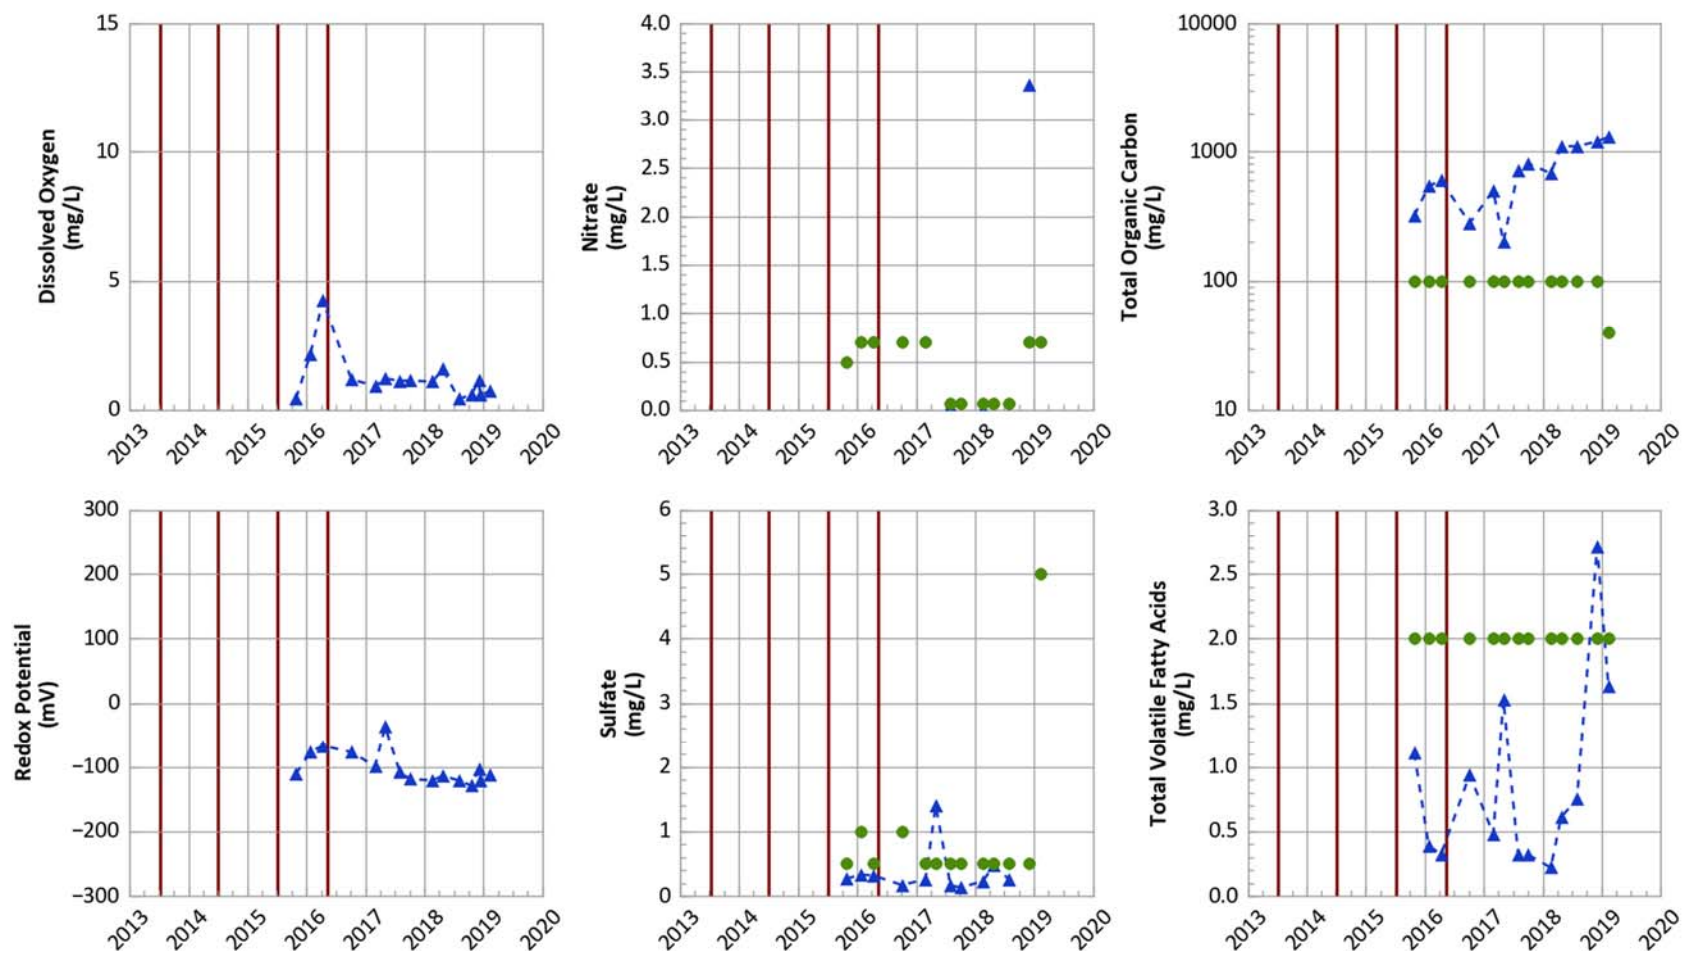 Dissolved Oxygen
(mg/L)
15
10
5
0
2013 2014 2015 2016 2017 2018 2019 2020
Nitrate
(mg/L)
4.0
3.5
3.0
2.5
2.0
1.5
1.0
0.5
0.0
2013 2014 2015 2016 2017 2018 2019 2020
Total Organic Carbon
(mg/L)
10000
1000
100
10
2013 2014 2015 2016 2017 2018 2019 2020
Redox Potential
(mV)
300
200
100
0
−100
−200
−300
2013 2014 2015 2016 2017 2018 2019 2020
Sulfate
(mg/L)
6
5
4
3
2
1
0
2013 2014 2015 2016 2017 2018 2019 2020
Total Volatile Fatty Acids
(mg/L)
3.0
2.5
2.0
1.5
1.0
0.5
0.0
2013 2014 2015 2016 2017 2018 2019 2020